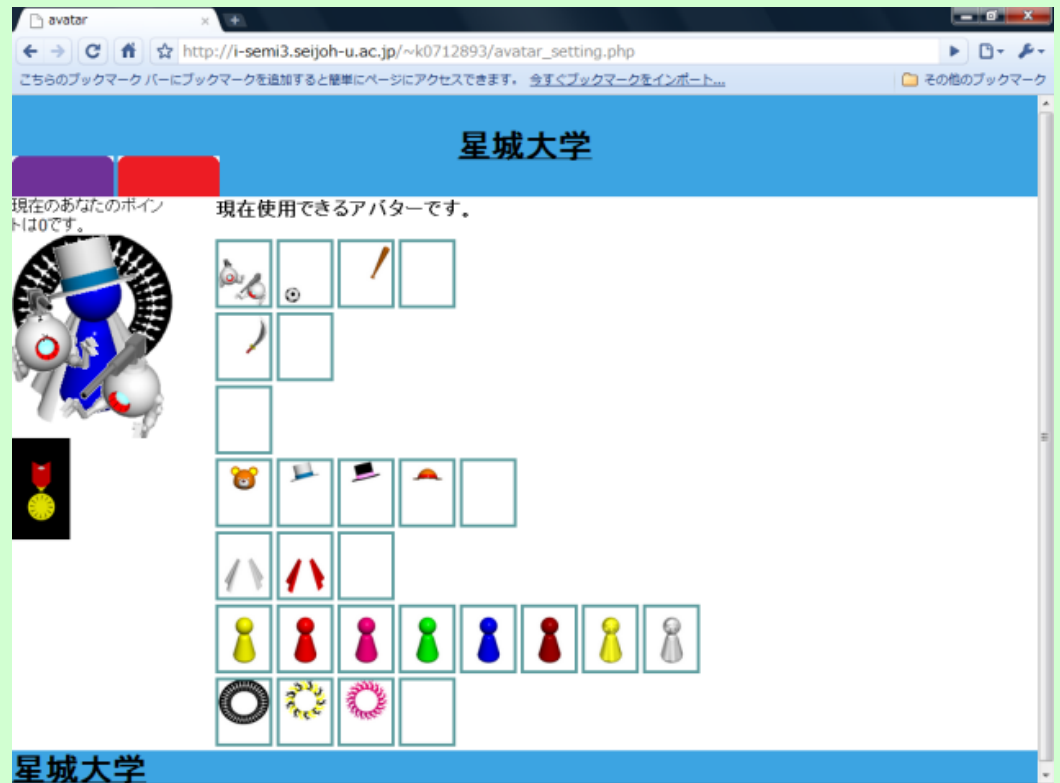 avatar
http://i-semi3.seijoh-u.ac.jp/~k0712893/avatar_setting.php
こちらのブックマーク バーにブックマークを追加すると簡単にページにアクセスできます。 今すぐブックマークをインポート... その他のブックマーク
星城大学
現在のあなたのポイン
トは0です。
現在使用できるアバターです。
星城大学